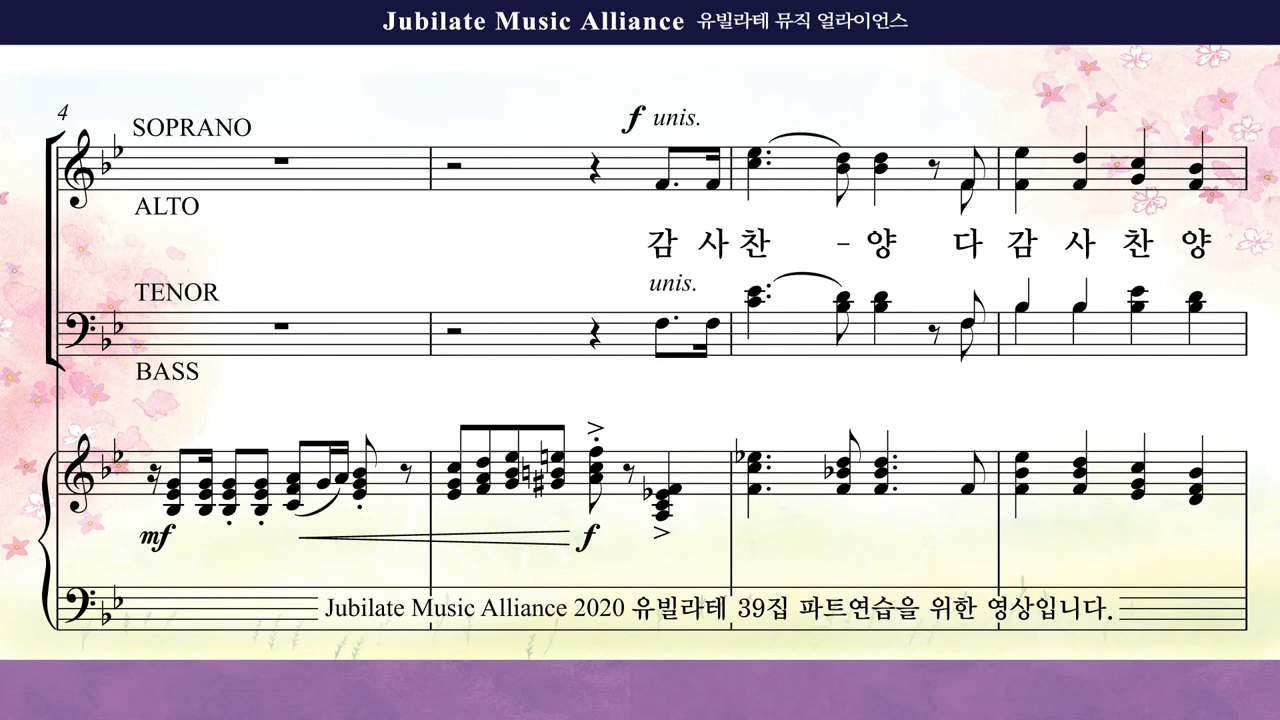 Jubilate Music Alliance 유빌라테 뮤직 얼라이언스
4
SOPRANO
f unis.
ALTO
감 사 찬 - 양 다 감 사 찬 양
TENOR
unis.
BASS
mf
f
Jubilate Music Alliance 2020 유빌라테 39집 파트연습을 위한 영상입니다.